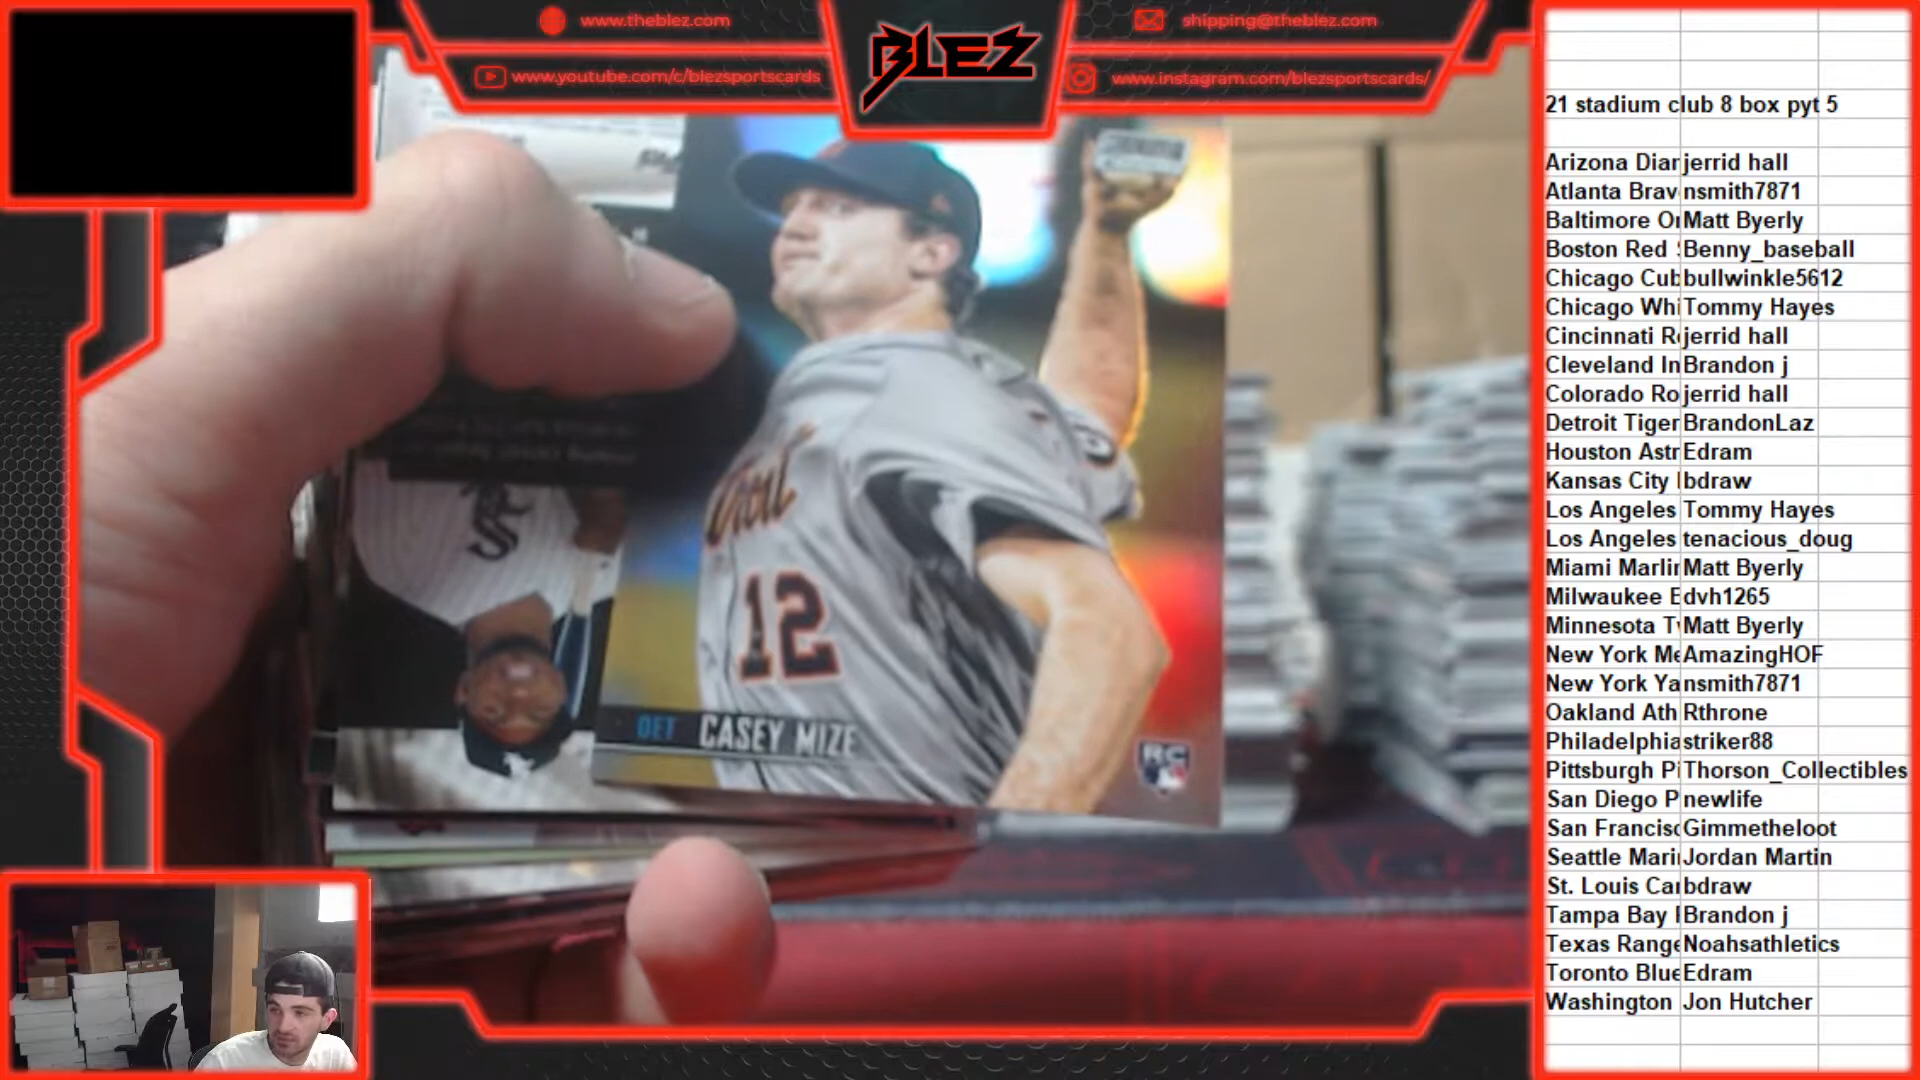 www.theblez.com
BLEZ
shipping@theblez.com
www.youtube.com/c/blezsportscards
www.instagram.com/blezsportscards/
21 stadium club 8 box pyt 5
Arizona Diar jerrid hall
Atlanta Brav nsmith7871
Baltimore Or Matt Byerly
Boston Red S Benny_baseball
Chicago Cub bullwinkle5612
Chicago Whi Tommy Hayes
Cincinnati Re jerrid hall
Cleveland In Brandon j
Colorado Ro jerrid hall
Detroit Tiger BrandonLaz
Houston Astr Edram
Kansas City bdraw
Los Angeles Tommy Hayes
Los Angeles tenacious_doug
Miami Marlin Matt Byerly
Milwaukee B dvh1265
Minnesota Tw Matt Byerly
New York Me AmazingHOF
New York Ya nsmith7871
Oakland Ath Rthrone
Philadelphia striker88
Pittsburgh Pi Thorson_Collectibles
San Diego P newlife
San Francisc Gimmetheloot
Seattle Mari Jordan Martin
St. Louis Car bdraw
Tampa Bay Brandon j
Texas Range Noahsathletics
Toronto Blue Edram
Washington Jon Hutcher
12
DET CASEY MIZE
RC